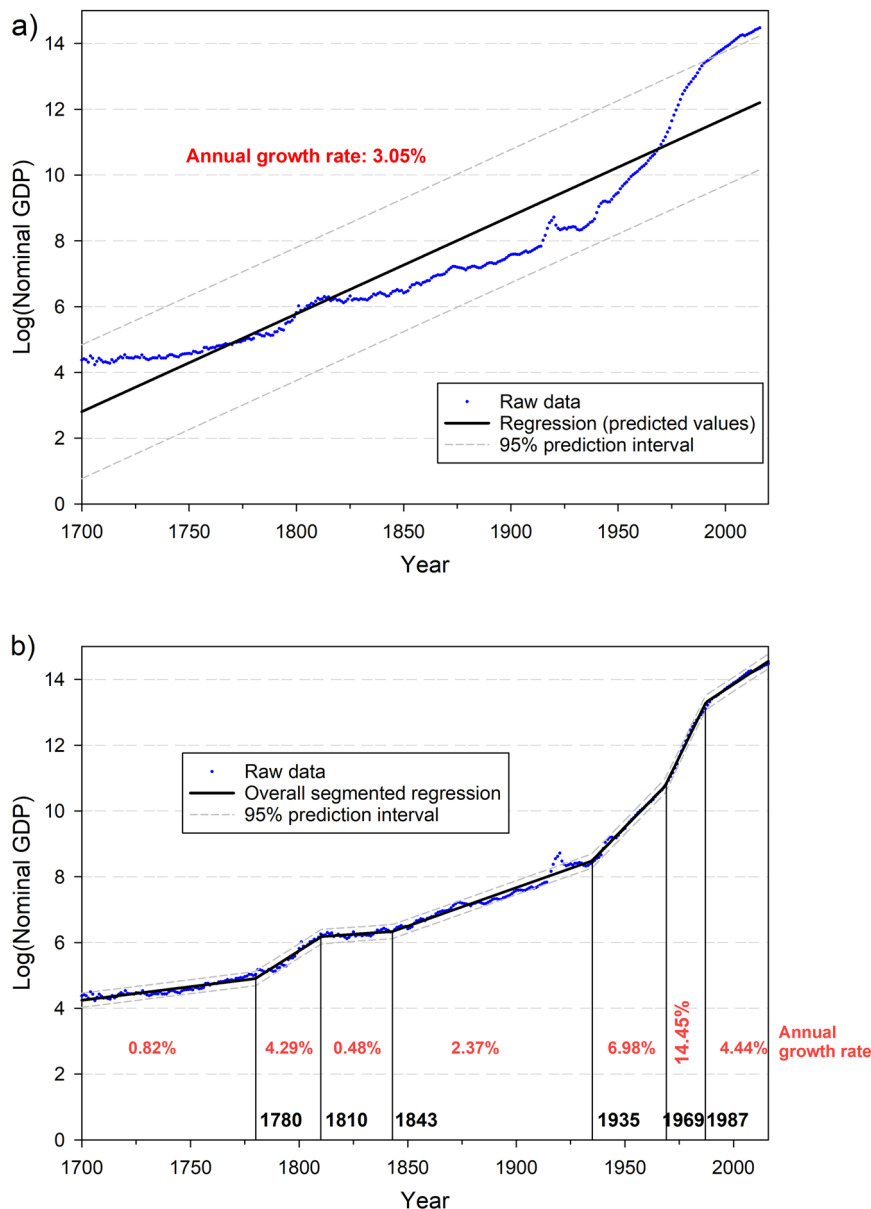 a)
14
12
10
8
6
4
2
0
Log(Nominal GDP)
Annual growth rate: 3.05%
Raw data
Regression (predicted values)
95% prediction interval
1700 1750 1800 1850 1900 1950 2000
Year
b)
14
12
10
8
6
4
2
0
Log(Nominal GDP)
Raw data
Overall segmented regression
95% prediction interval
0.82% 4.29% 0.48% 2.37% 6.98% 14.45% 4.44%
Annual
growth rate
1780 1810 1843 1935 1969 1987
1700 1750 1800 1850 1900 1950 2000
Year